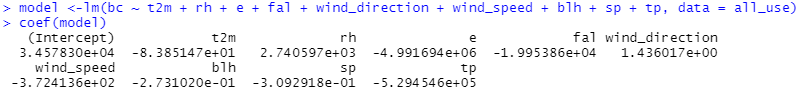 > model <-lm(bc ~ t2m + rh + e + fal + wind_direction + wind_speed + blh + sp + tp, data = all_use)
> coef(model)
(Intercept) t2m rh e fal wind_direction
3.457830e+04 -8.385147e+01 2.740597e+03 -4.991694e+06 -1.995386e+04 1.436017e+00
wind_speed blh sp tp
-3.724136e+02 -2.731020e-01 -3.092918e-01 -5.294546e+05